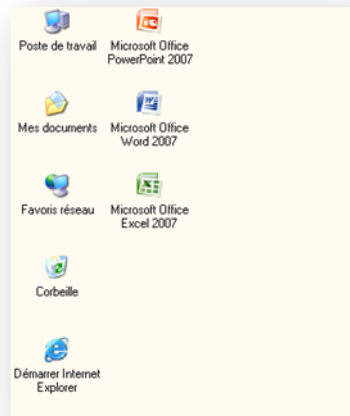 Poste de travail
Microsoft Office
PowerPoint 2007
Mes documents
Microsoft Office
Word 2007
Favoris réseau
Microsoft Office
Excel 2007
Corbeille
Démarrer Internet
Explorer